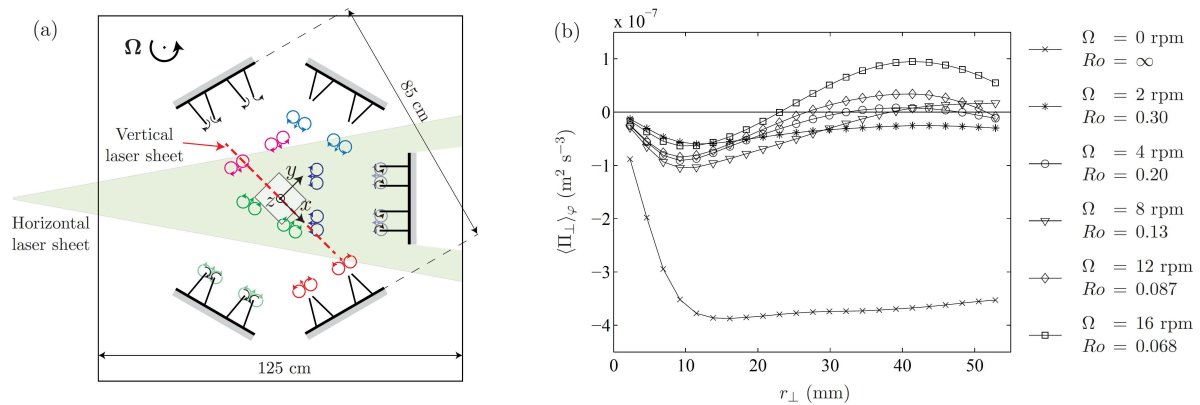 (a)
Ω
85 cm
Vertical
laser sheet
y
z
x
Horizontal
laser sheet
125 cm
(b)
x 10⁻⁷
1
0
−1
−2
−3
−4
⟨Π⊥⟩φ (m² s⁻³)
0
10
20
30
40
50
r⊥ (mm)
Ω = 0 rpm
Ro = ∞
Ω = 2 rpm
Ro = 0.30
Ω = 4 rpm
Ro = 0.20
Ω = 8 rpm
Ro = 0.13
Ω = 12 rpm
Ro = 0.087
Ω = 16 rpm
Ro = 0.068